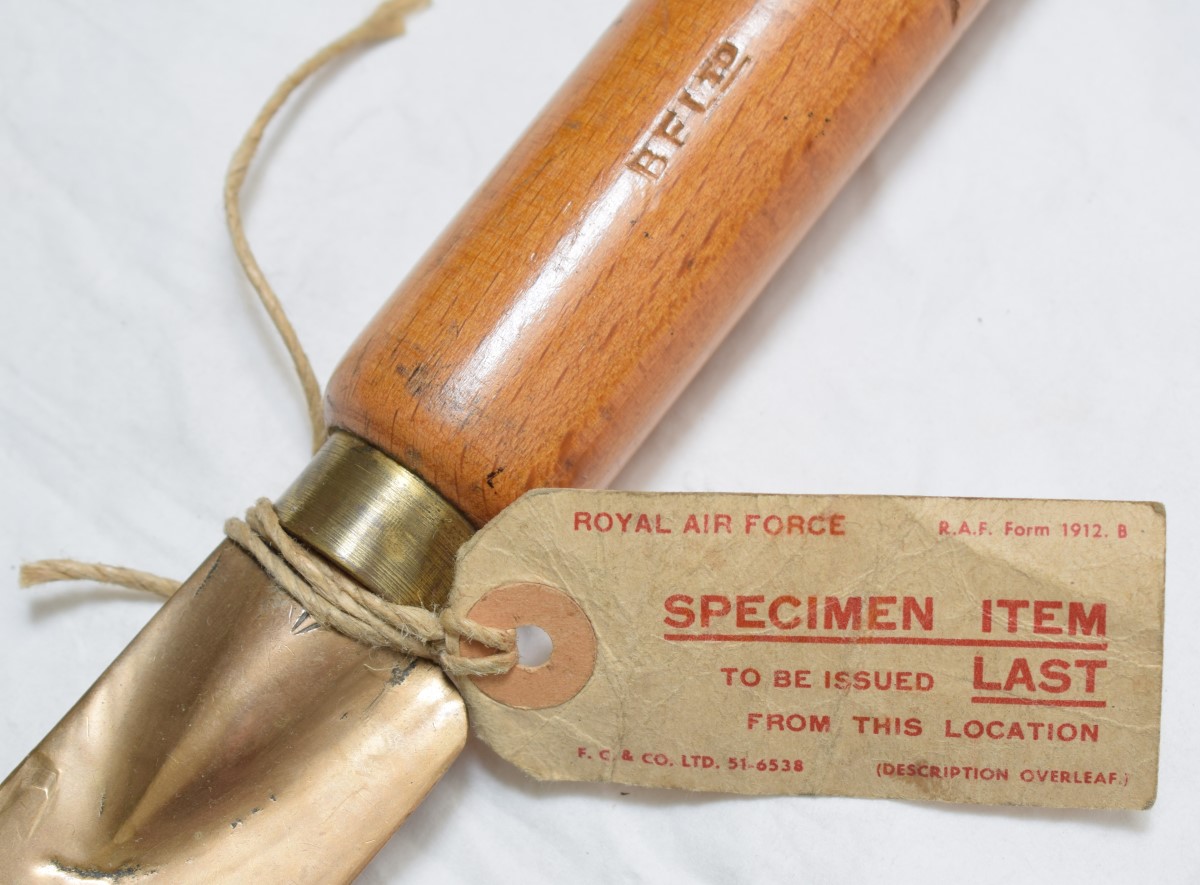 B F LTD
ROYAL AIR FORCE R.A.F. Form 1912. B
SPECIMEN ITEM
TO BE ISSUED LAST
FROM THIS LOCATION
F. C. & CO. LTD. 51-6538 (DESCRIPTION OVERLEAF.)